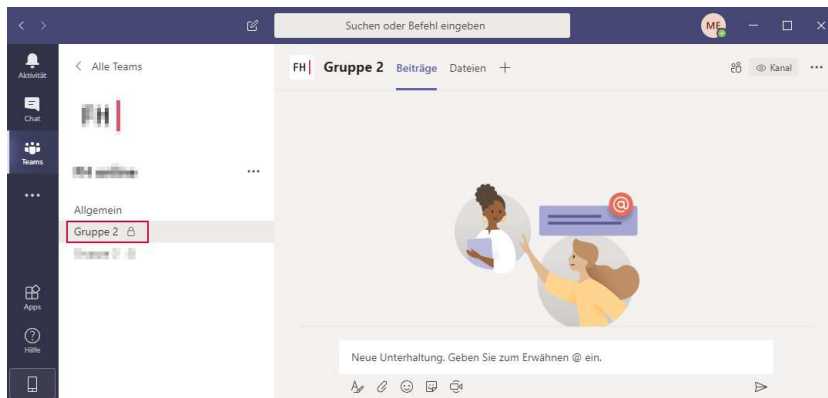 Suchen oder Befehl eingeben
ME
Aktivität
Chat
Teams
Apps
Hilfe
Alle Teams
Allgemein
Gruppe 2
FH Gruppe 2 Beiträge Dateien
Kanal
@
Neue Unterhaltung. Geben Sie zum Erwähnen @ ein.